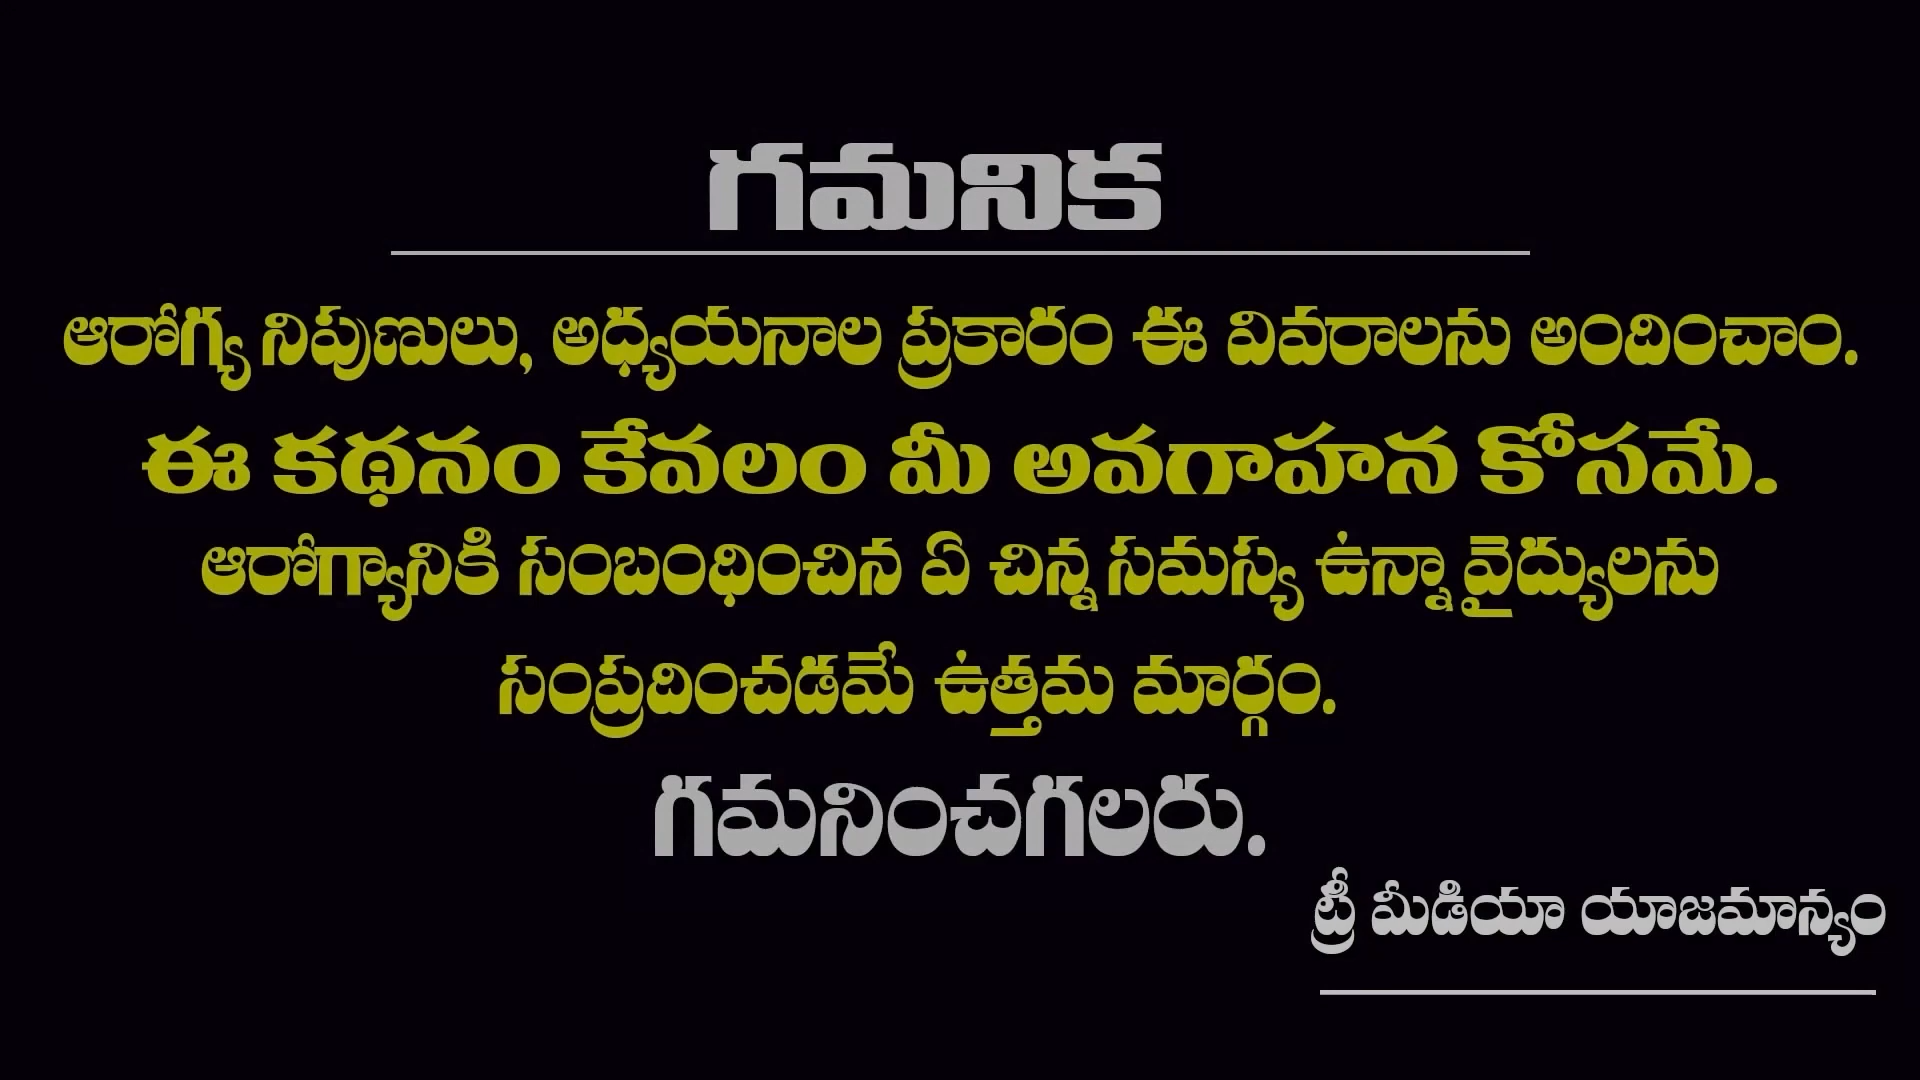 గమనిక
ఆరోగ్య నిపుణులు, అధ్యయనాల ప్రకారం ఈ వివరాలను అందించాం.
ఈ కథనం కేవలం మీ అవగాహన కోసమే.
ఆరోగ్యానికి సంబంధించిన ఏ చిన్న సమస్య ఉన్నా వైద్యులను
సంప్రదించడమే ఉత్తమ మార్గం.
గమనించగలరు.
ట్రీ మీడియా యాజమాన్యం